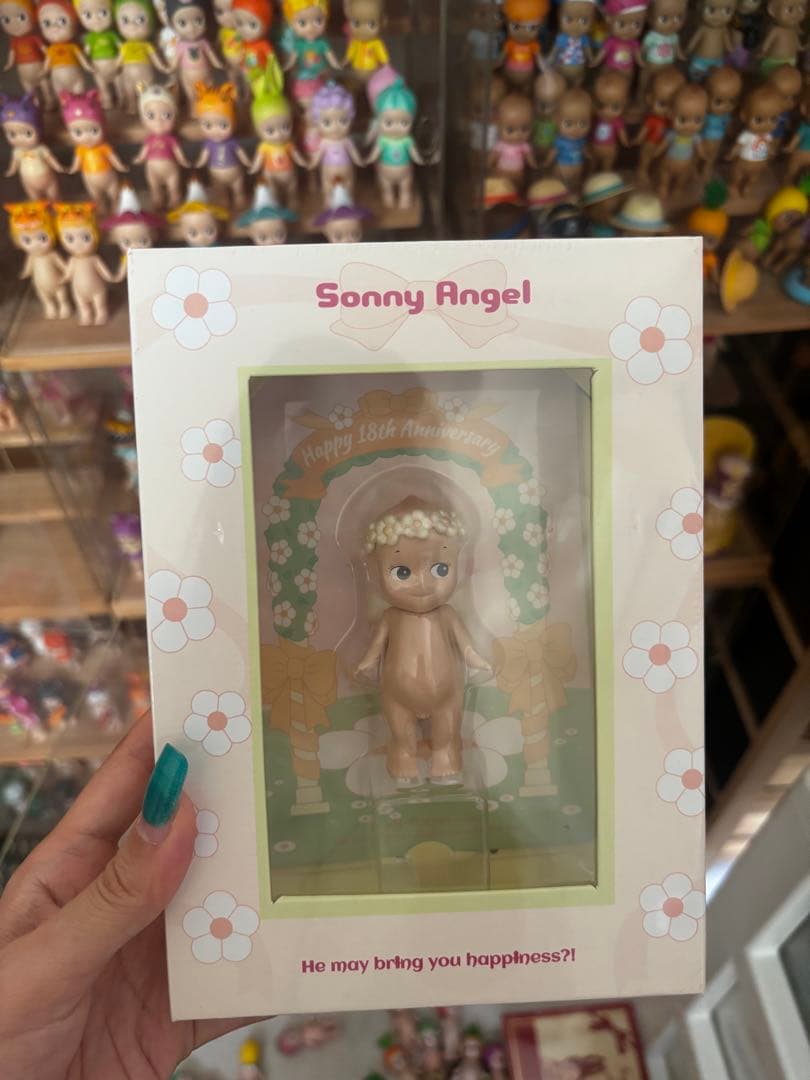 Sonny Angel
Happy 18th Anniversary
He may bring you happiness?!